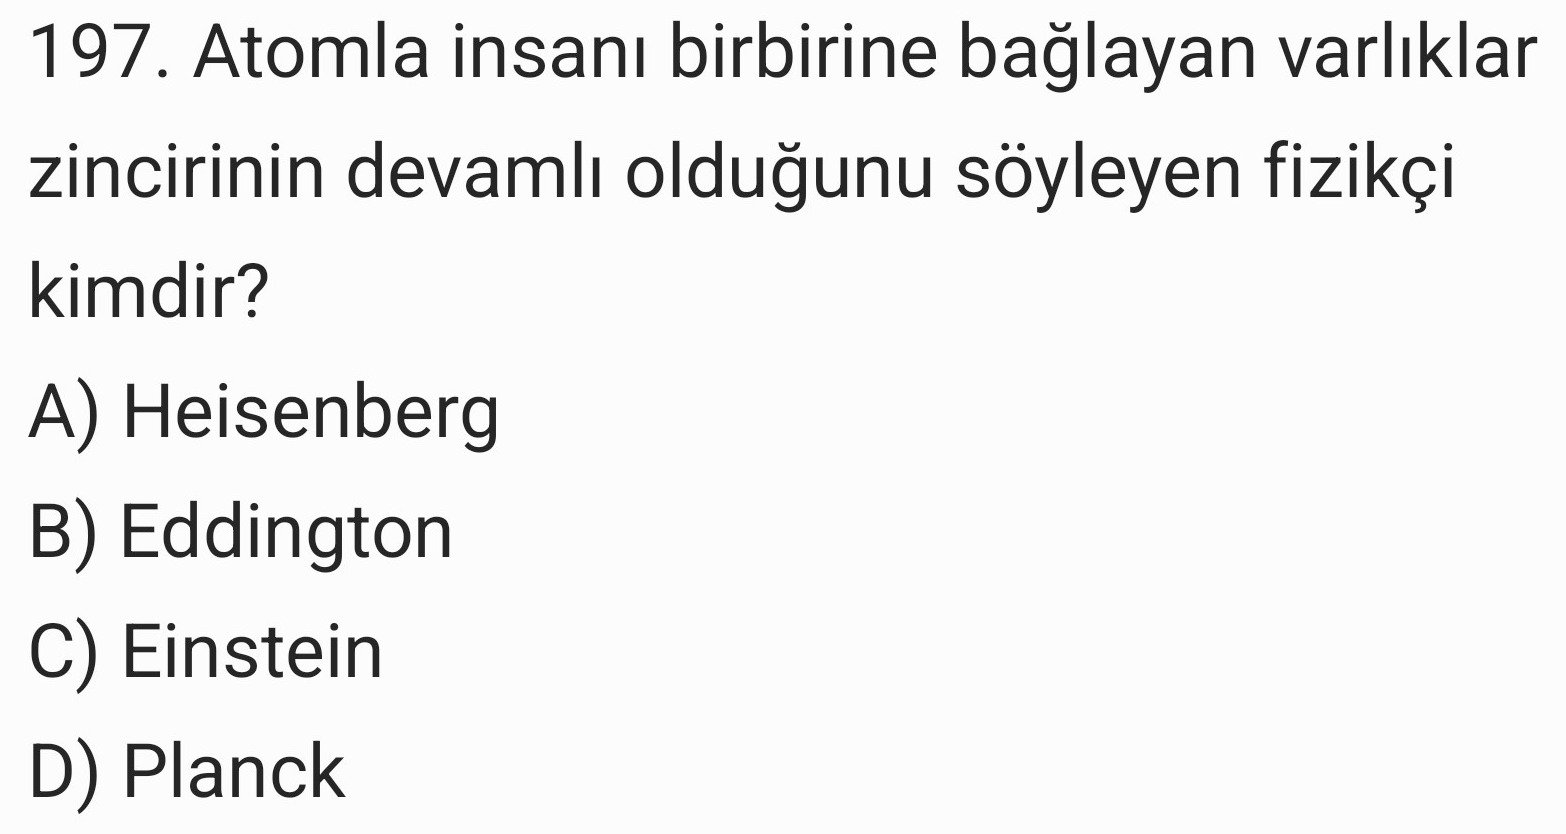 197. Atomla insanı birbirine bağlayan varlıklar
zincirinin devamlı olduğunu söyleyen fizikçi
kimdir?
A) Heisenberg
B) Eddington
C) Einstein
D) Planck